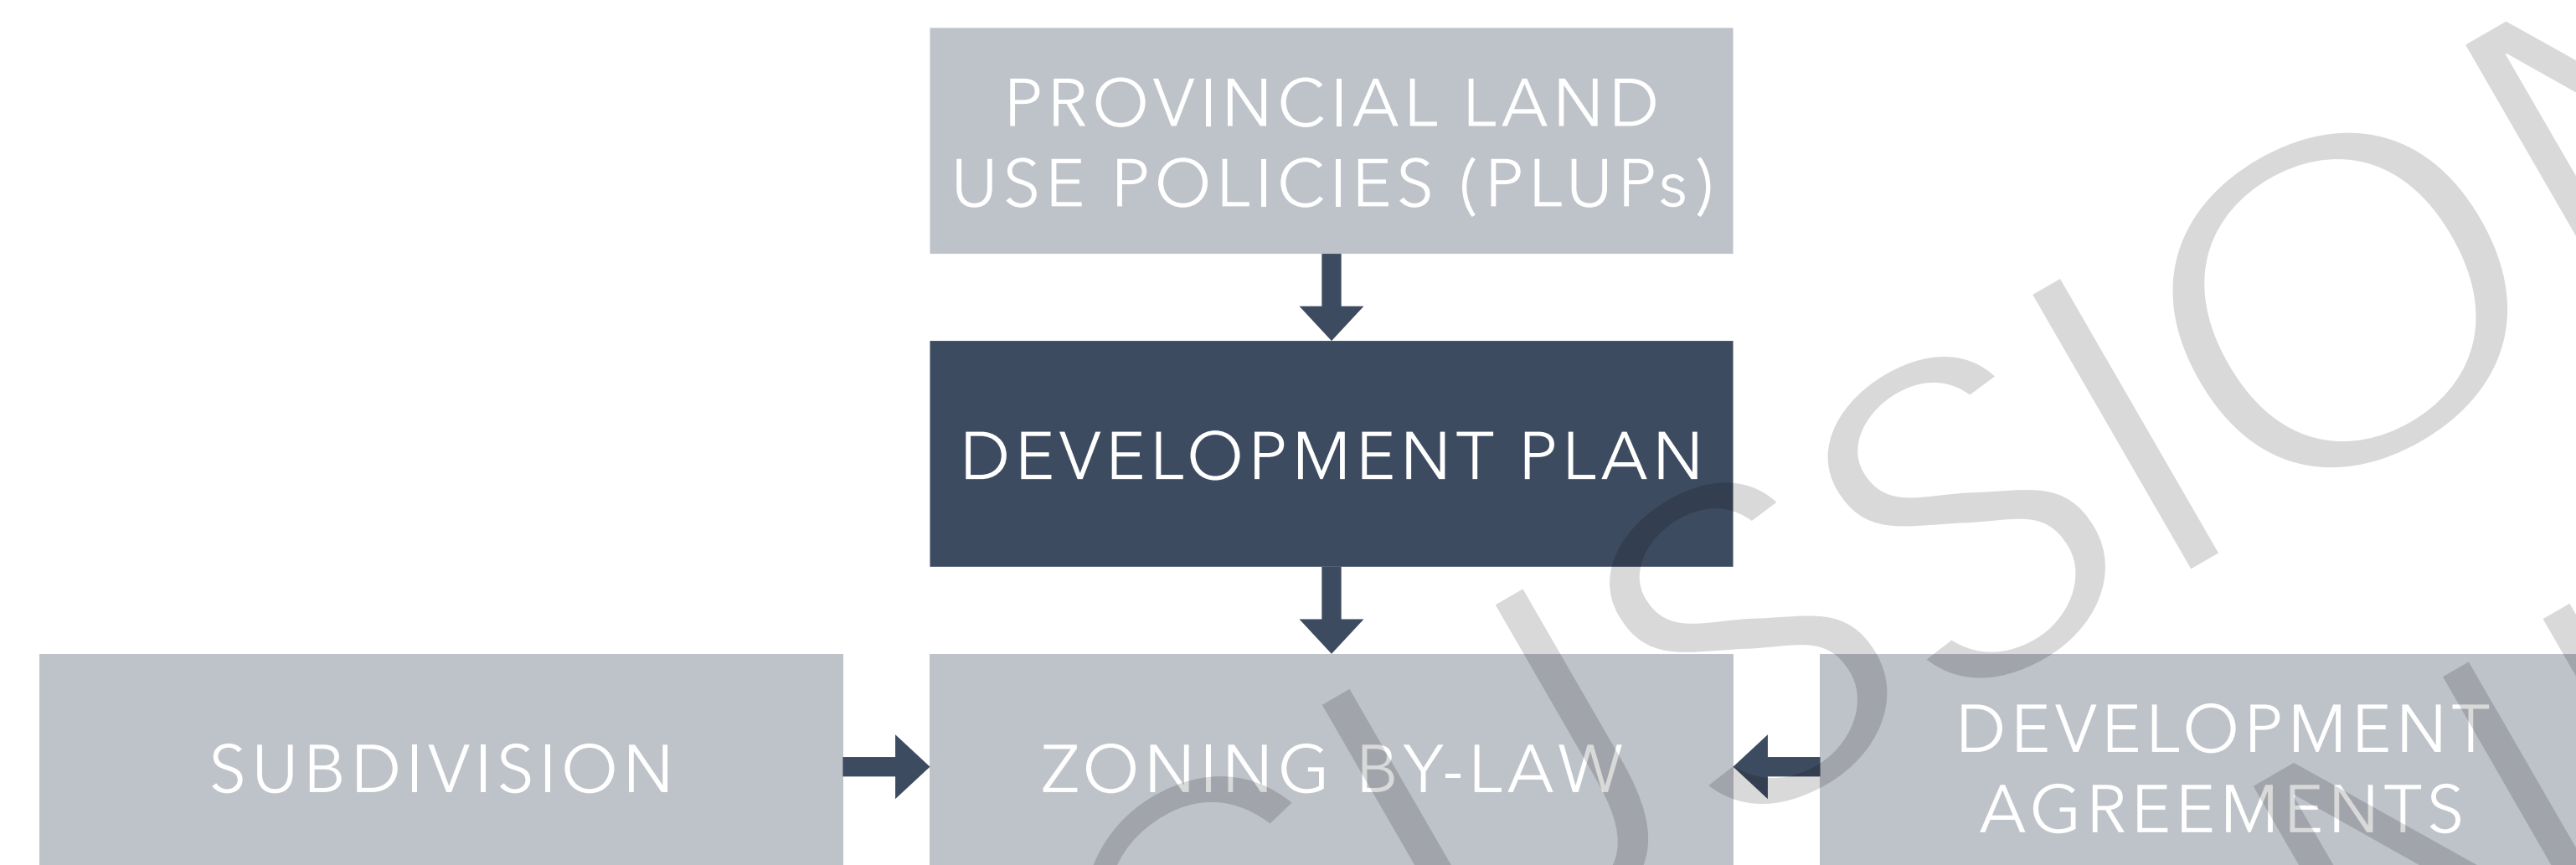 PROVINCIAL LAND
USE POLICIES (PLUPs)
DEVELOPMENT PLAN
SUBDIVISION
ZONING BY-LAW
DEVELOPMENT
AGREEMENTS